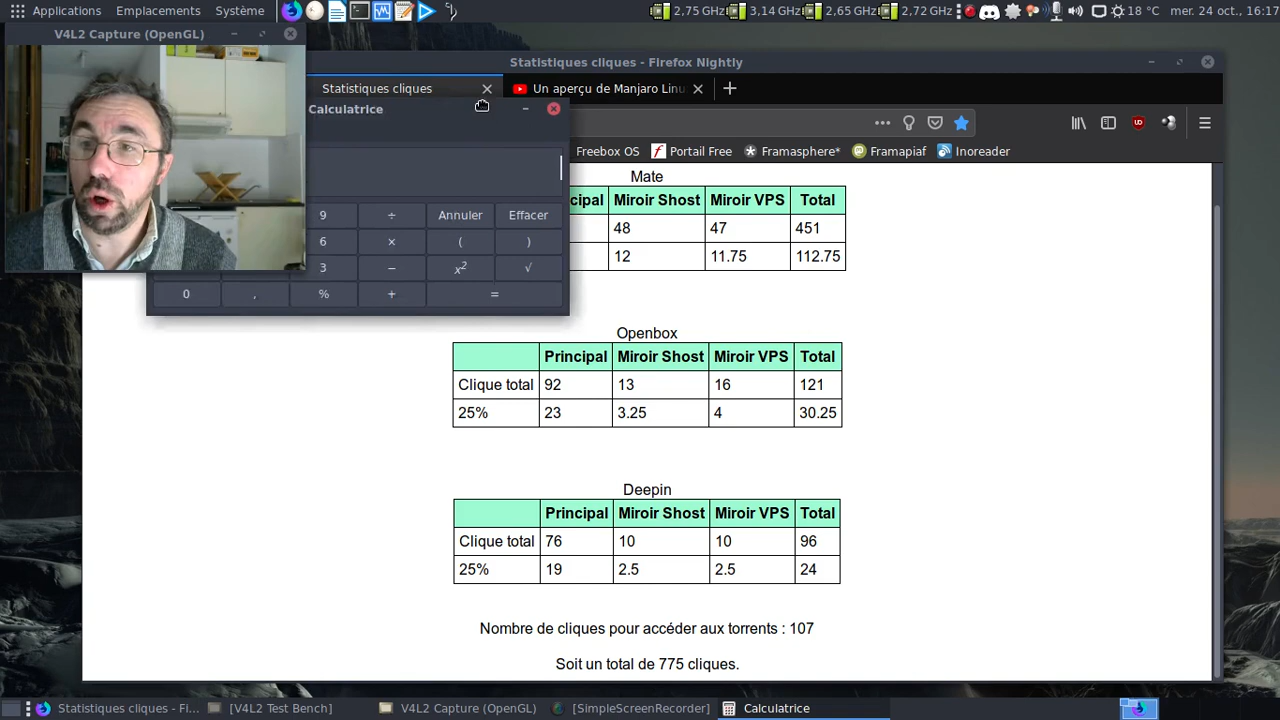 Applications Emplacements Système
2,75 GHz 3,14 GHz 2,65 GHz 2,72 GHz 18 °C mer. 24 oct., 16:17
V4L2 Capture (OpenGL)
Statistiques cliques - Firefox Nightly
Statistiques cliques
Un aperçu de Manjaro Linu
Calculatrice
Freebox OS Portail Free Framasphere* Framapiaf Inoreader
9 ÷ Annuler Effacer
6 × ( )
3 − x² √
0 , % + =
Mate
cipal Miroir Shost Miroir VPS Total
48 47 451
12 11.75 112.75
Openbox
Principal Miroir Shost Miroir VPS Total
Clique total 92 13 16 121
25% 23 3.25 4 30.25
Deepin
Principal Miroir Shost Miroir VPS Total
Clique total 76 10 10 96
25% 19 2.5 2.5 24
Nombre de cliques pour accéder aux torrents : 107
Soit un total de 775 cliques.
Statistiques cliques - Fi... [V4L2 Test Bench] V4L2 Capture (OpenGL) [SimpleScreenRecorder] Calculatrice